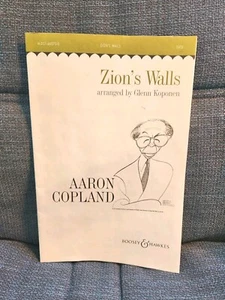 Zion's Walls
arranged by Glenn Koponen
AARON
COPLAND
BOOSEY & HAWKES